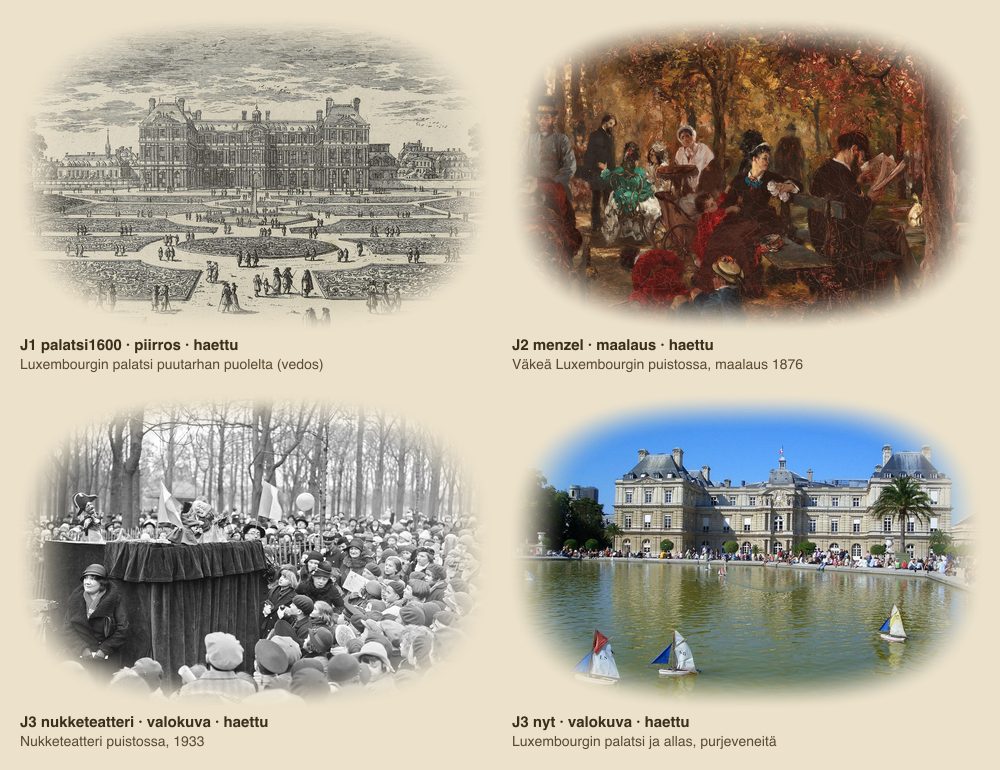 J1 palatsi1600 · piirros · haettu
Luxembourgin palatsi puutarhan puolelta (vedos)
J2 menzel · maalaus · haettu
Väkeä Luxembourgin puistossa, maalaus 1876
J3 nukketeatteri · valokuva · haettu
Nukketeatteri puistossa, 1933
J3 nyt · valokuva · haettu
Luxembourgin palatsi ja allas, purjeveneitä